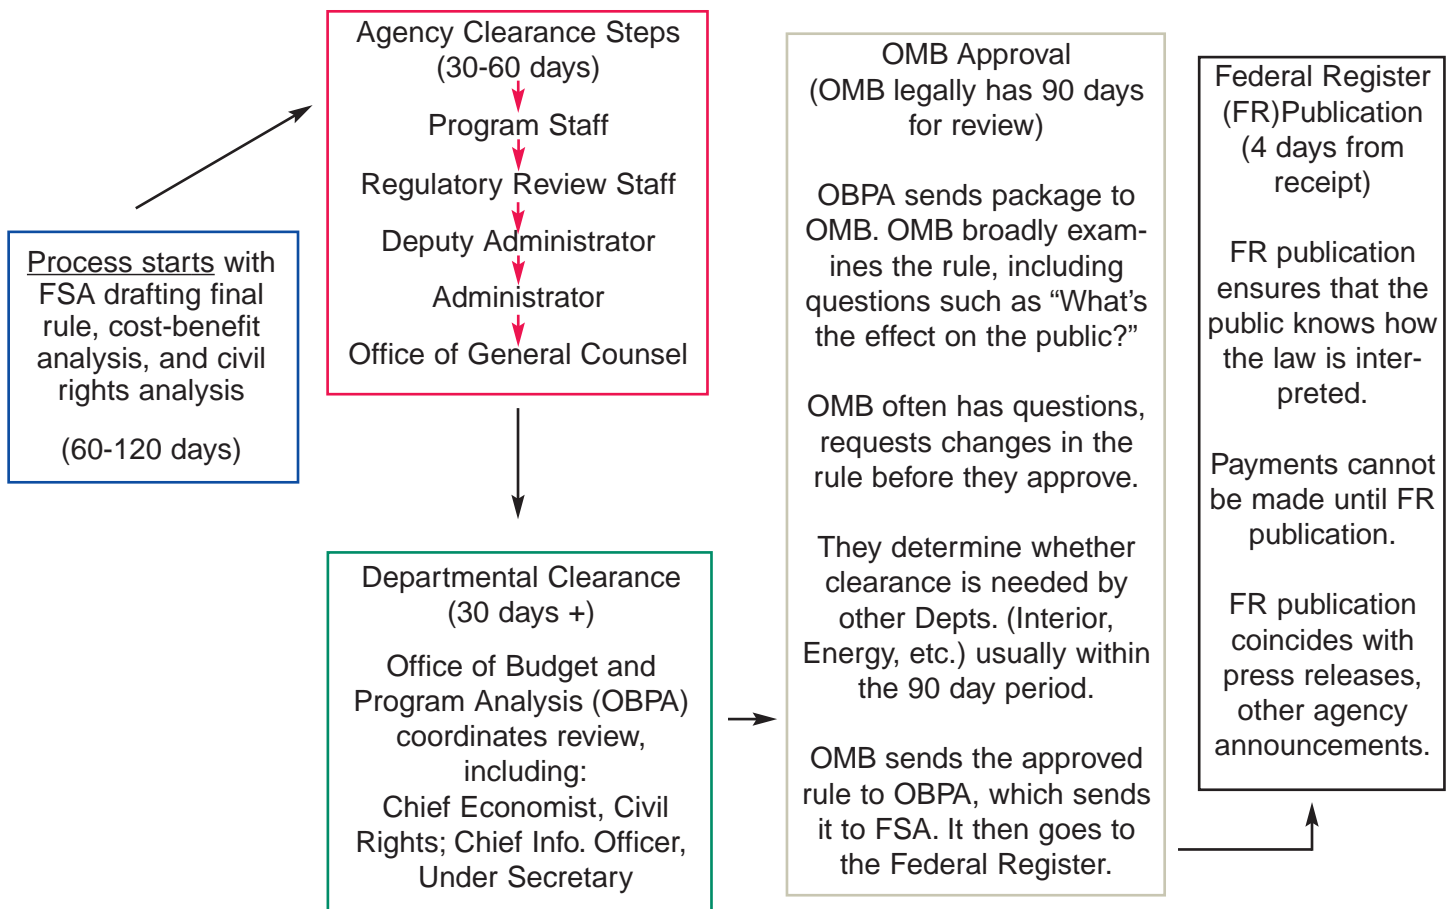 Process starts with
FSA drafting final
rule, cost-benefit
analysis, and civil
rights analysis
(60-120 days)
Agency Clearance Steps
(30-60 days)
Program Staff
Regulatory Review Staff
Deputy Administrator
Administrator
Office of General Counsel
Departmental Clearance
(30 days +)
Office of Budget and
Program Analysis (OBPA)
coordinates review,
including:
Chief Economist, Civil
Rights; Chief Info. Officer,
Under Secretary
OMB Approval
(OMB legally has 90 days
for review)
OBPA sends package to
OMB. OMB broadly exam-
ines the rule, including
questions such as “What’s
the effect on the public?”
OMB often has questions,
requests changes in the
rule before they approve.
They determine whether
clearance is needed by
other Depts. (Interior,
Energy, etc.) usually within
the 90 day period.
OMB sends the approved
rule to OBPA, which sends
it to FSA. It then goes to
the Federal Register.
Federal Register
(FR)Publication
(4 days from
receipt)
FR publication
ensures that the
public knows how
the law is inter-
preted.
Payments cannot
be made until FR
publication.
FR publication
coincides with
press releases,
other agency
announcements.